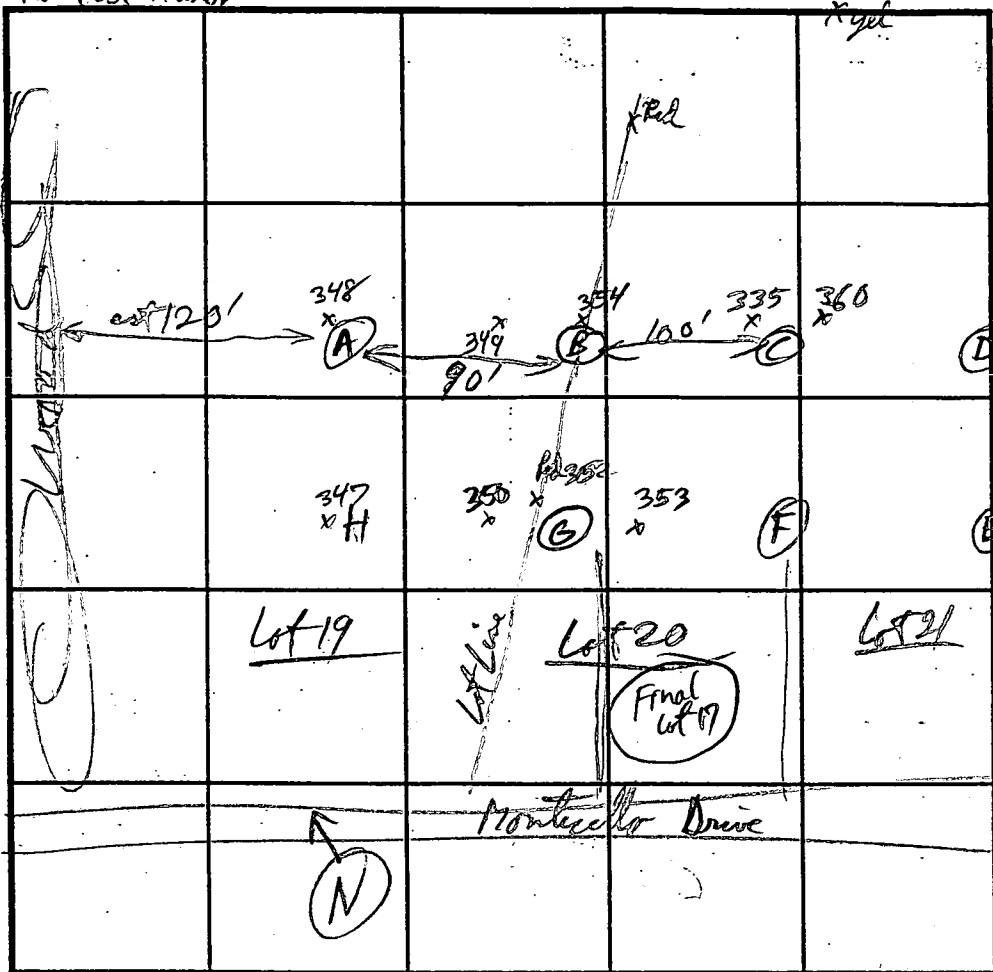 x yel
x Red
est 120'
348
x
A
349
x
90'
354
x
B
100'
335
x
C
360
x
D
347
x H
350
x
x
G
353
x
F
E
Lot 19
Lot Line
Lot 20
Final
Lot 17
Lot 21
Monticello Drive
N